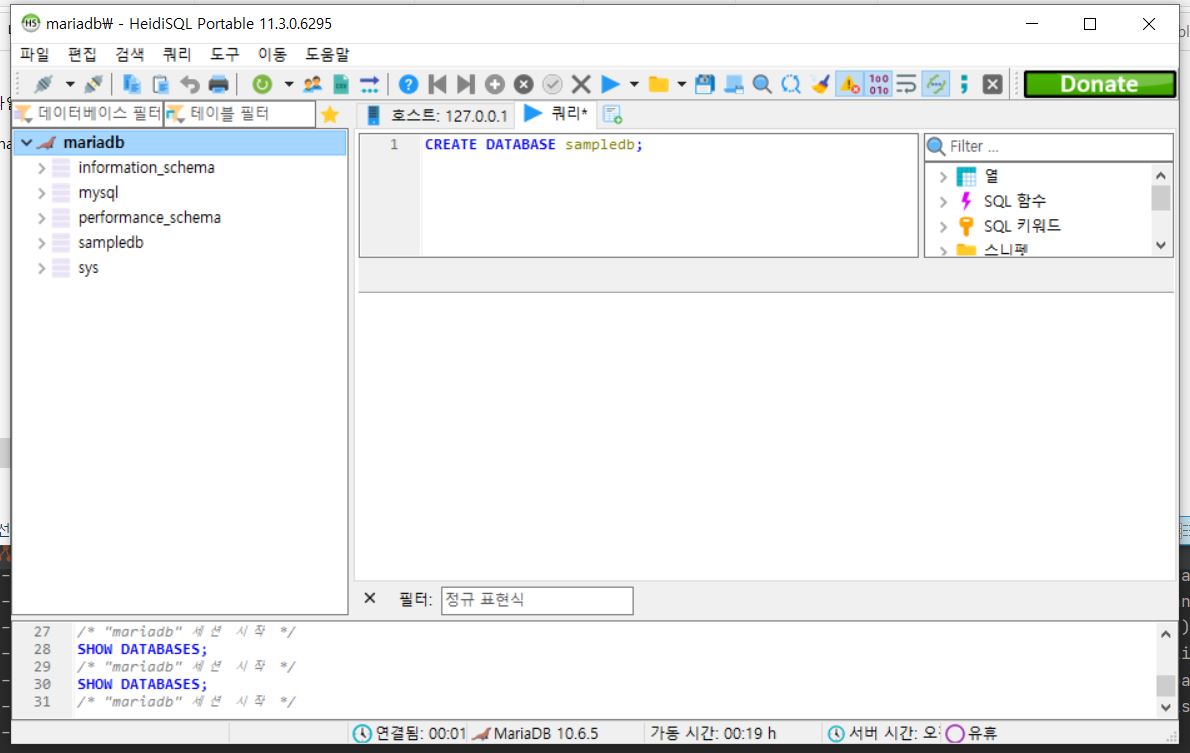 mariadb₩ - HeidiSQL Portable 11.3.0.6295
파일 편집 검색 쿼리 도구 이동 도움말
Donate
데이터베이스 필터 테이블 필터
호스트: 127.0.0.1 쿼리*
mariadb
information_schema
mysql
performance_schema
sampledb
sys
1 CREATE DATABASE sampledb;
Filter ...
열
SQL 함수
SQL 키워드
스니펫
필터: 정규 표현식
27 /* "mariadb" 세션 시작 */
28 SHOW DATABASES;
29 /* "mariadb" 세션 시작 */
30 SHOW DATABASES;
31 /* "mariadb" 세션 시작 */
연결됨: 00:01 MariaDB 10.6.5 가동 시간: 00:19 h 서버 시간: 오 유휴